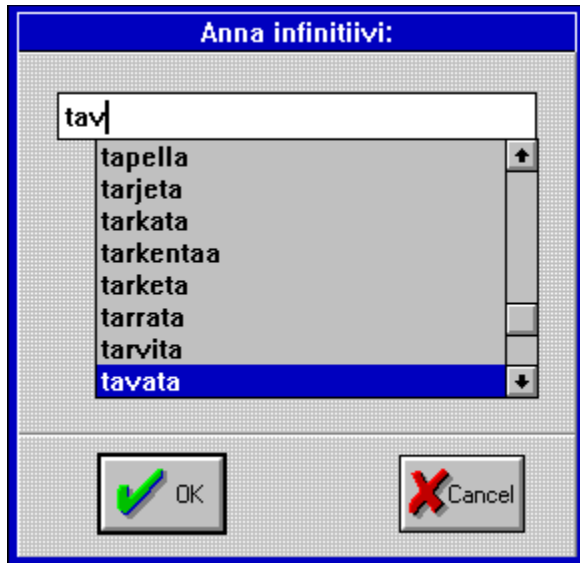 Anna infinitiivi:
tav
tapella
tarjeta
tarkata
tarkentaa
tarketa
tarrata
tarvita
tavata
OK
Cancel